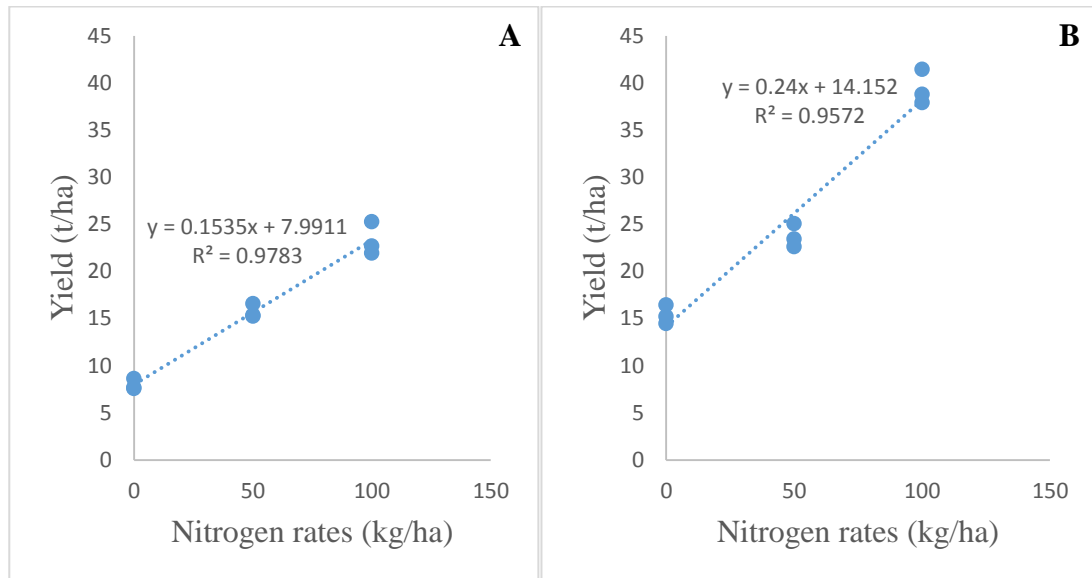 A
45
40
35
30
25
20
15
10
5
0
Yield (t/ha)
y = 0.1535x + 7.9911
R² = 0.9783
0 50 100 150
Nitrogen rates (kg/ha)
B
45
40
35
30
25
20
15
10
5
0
Yield (t/ha)
y = 0.24x + 14.152
R² = 0.9572
0 50 100 150
Nitrogen rates (kg/ha)